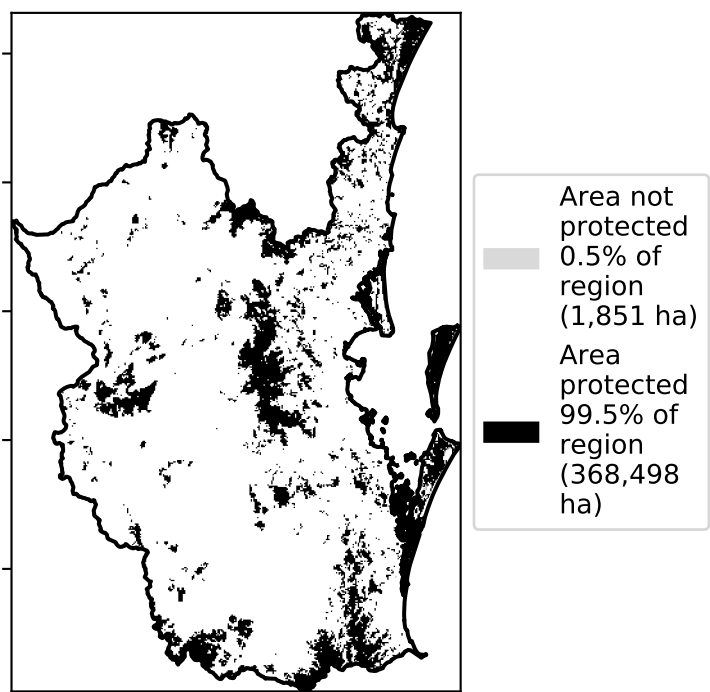 Area not
protected
0.5% of
region
(1,851 ha)
Area
protected
99.5% of
region
(368,498
ha)